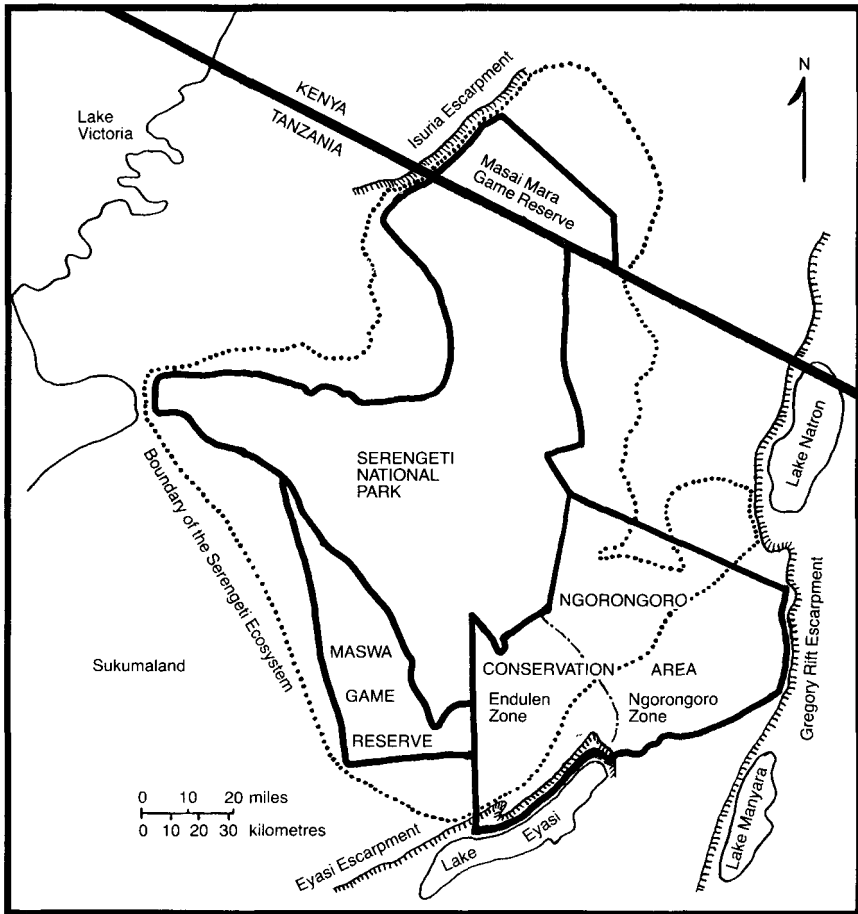 N
KENYA
TANZANIA
Lake
Victoria
Isuria Escarpment
Masai Mara
Game Reserve
Lake Natron
SERENGETI
NATIONAL
PARK
Boundary of the Serengeti Ecosystem
NGORONGORO
CONSERVATION AREA
Endulen
Zone
Ngorongoro
Zone
MASWA
GAME
RESERVE
Sukumaland
Gregory Rift Escarpment
0 10 20 miles
0 10 20 30 kilometres
Eyasi Escarpment
Lake Eyasi
Lake Manyara